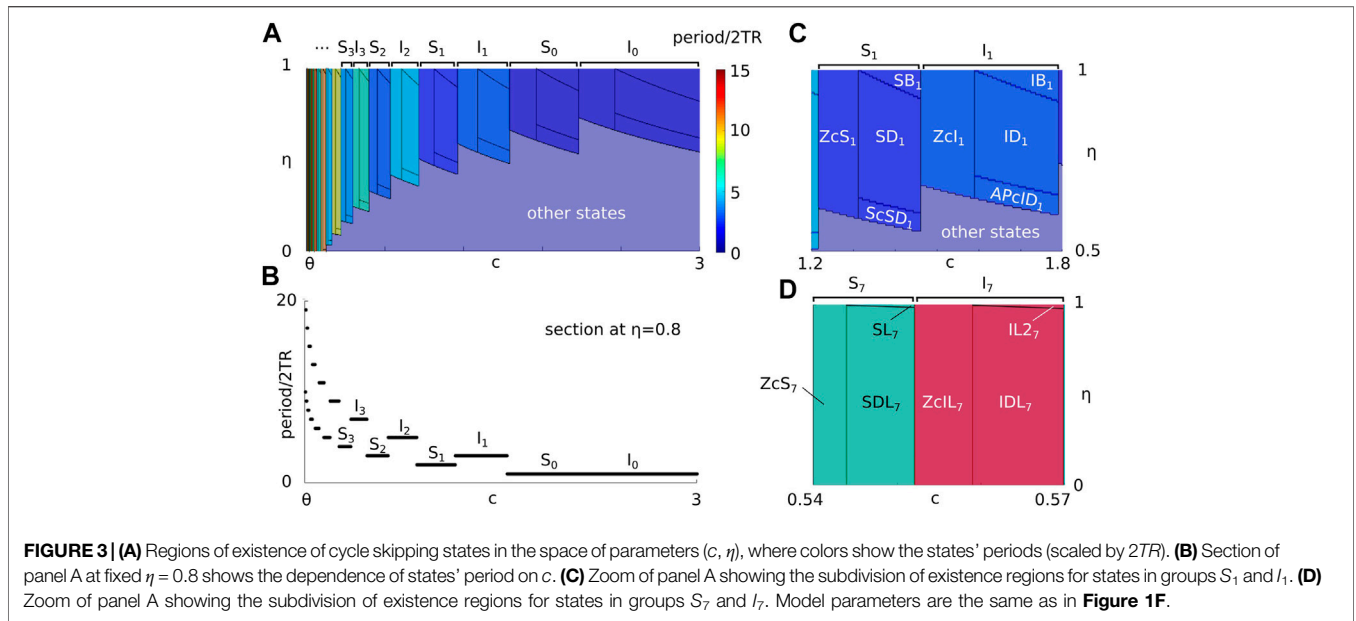 A
... S₃ I₃ S₂ I₂ S₁ I₁ S₀ I₀
period/2TR
1
η
0
other states
θ c 3
15
10
5
0
B
20
period/2TR
0
section at η=0.8
S₃ I₃ S₂ I₂ S₁ I₁ S₀ I₀
θ c 3
C
S₁ I₁
SB₁ IB₁
ZcS₁ SD₁ ZcI₁ ID₁
ScSD₁ APcID₁
other states
1
η
0.5
1.2 c 1.8
D
S₇ I₇
SL₇ IL2₇
ZcS₇ SDL₇ ZcIL₇ IDL₇
1
η
0
0.54 c 0.57
FIGURE 3 | (A) Regions of existence of cycle skipping states in the space of parameters (c, η), where colors show the states' periods (scaled by 2TR). (B) Section of
panel A at fixed η = 0.8 shows the dependence of states' period on c. (C) Zoom of panel A showing the subdivision of existence regions for states in groups S₁ and I₁. (D)
Zoom of panel A showing the subdivision of existence regions for states in groups S₇ and I₇. Model parameters are the same as in Figure 1F.